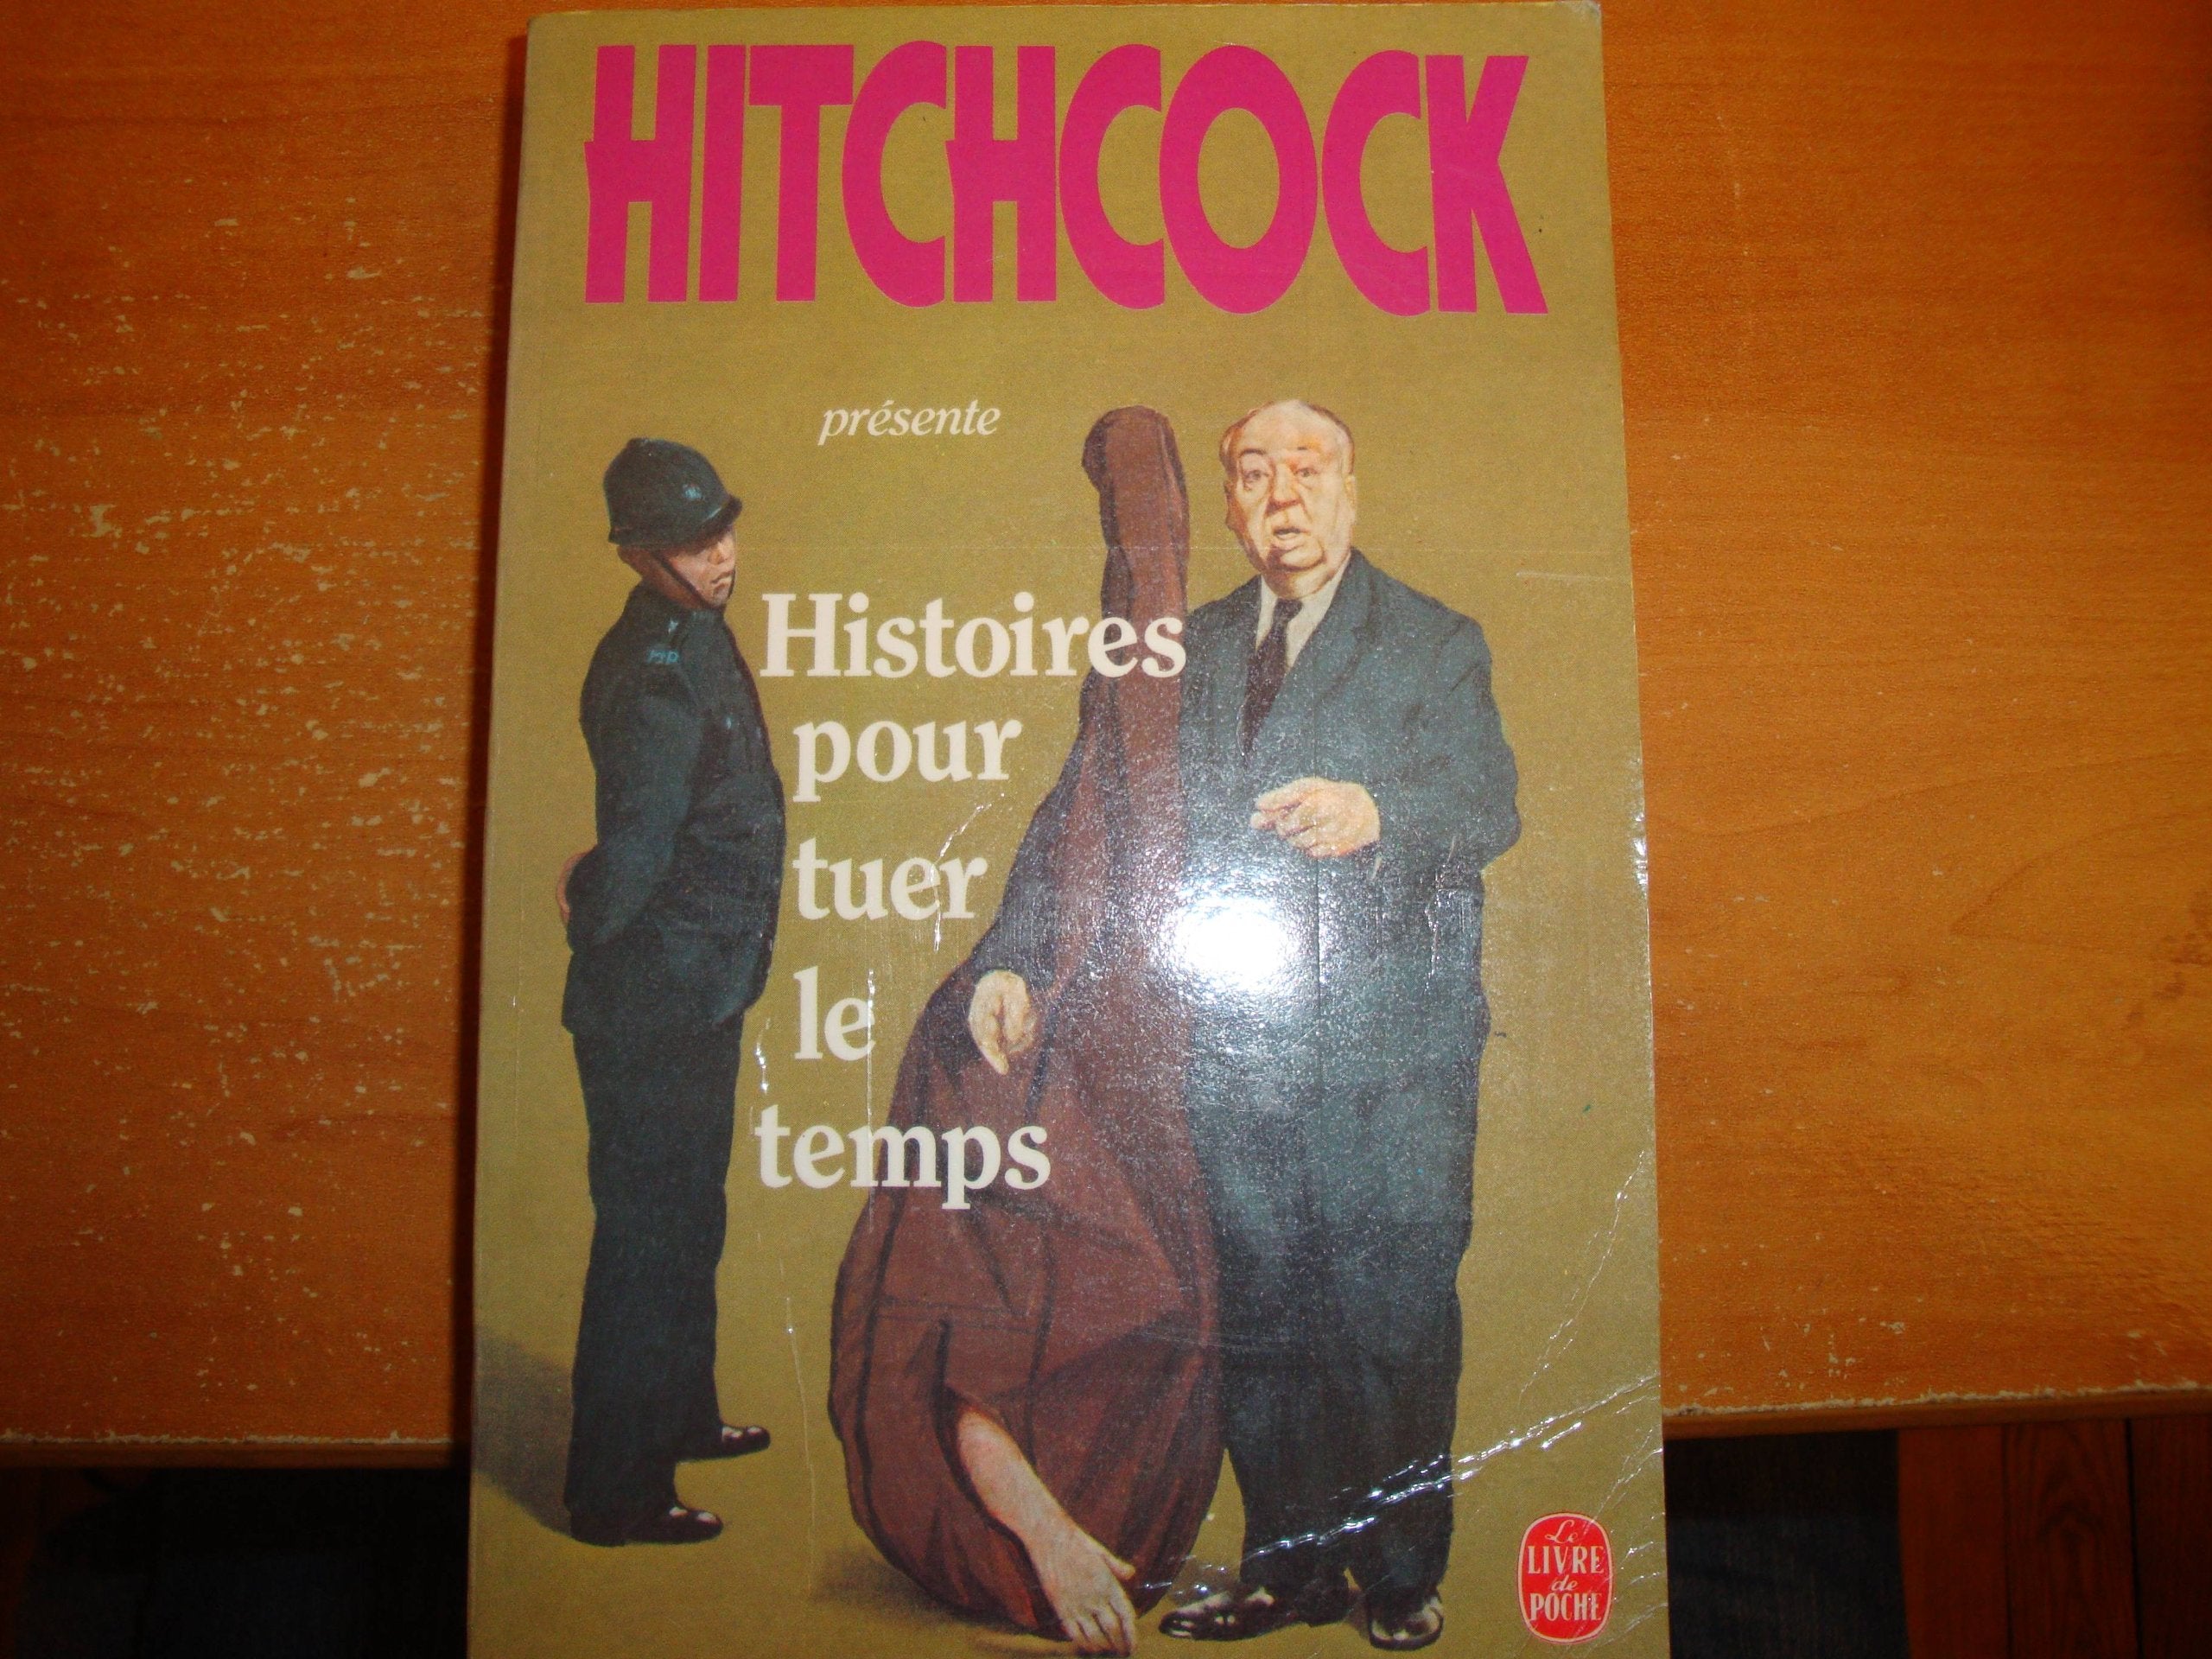 HITCHCOCK
présente
Histoires
pour
tuer
le
temps
Le
LIVRE
de
POCHE